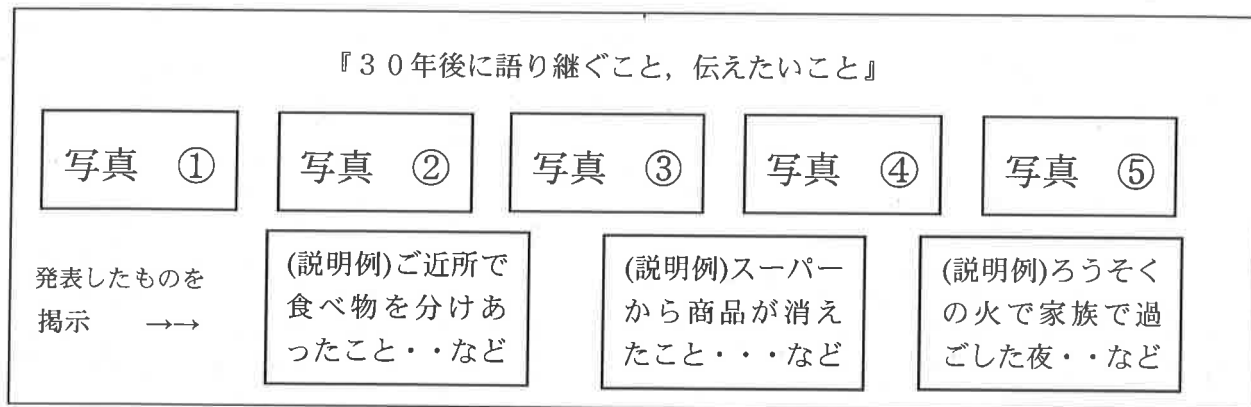 『３０年後に語り継ぐこと，伝えたいこと』
写真　①
写真　②
写真　③
写真　④
写真　⑤
発表したものを
掲示　→→
(説明例)ご近所で
食べ物を分けあ
ったこと・・など
(説明例)スーパー
から商品が消え
たこと・・・など
(説明例)ろうそく
の火で家族で過
ごした夜・・など